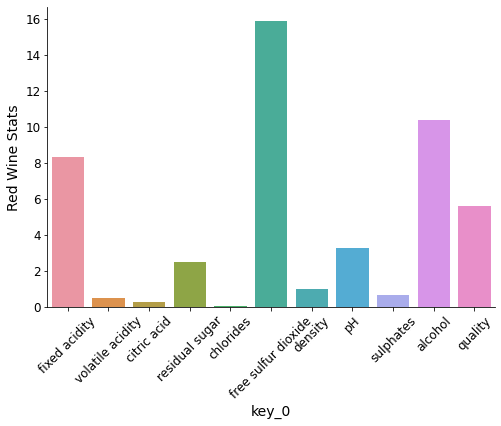 16
14
12
10
8
6
4
2
0
Red Wine Stats
fixed acidity
volatile acidity
citric acid
residual sugar
chlorides
free sulfur dioxide
density
pH
sulphates
alcohol
quality
key_0